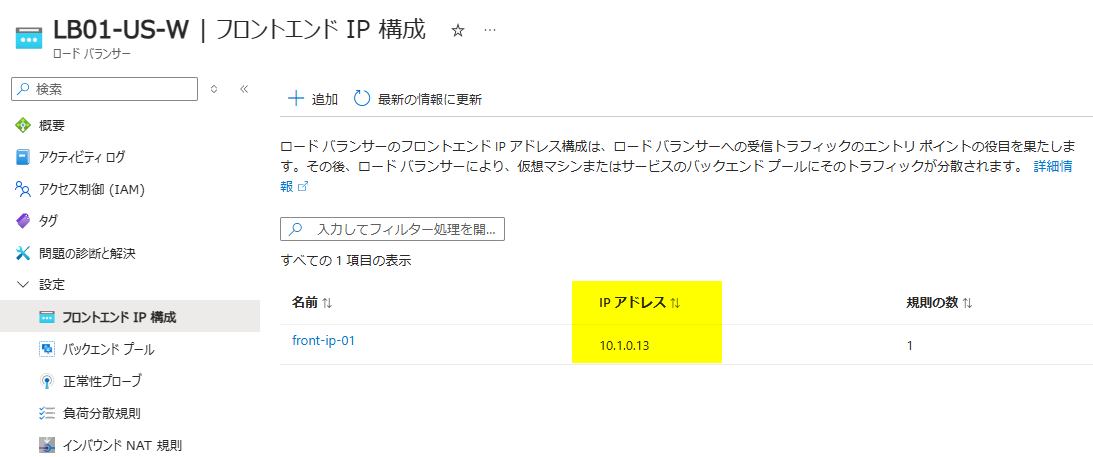 LB01-US-W | フロントエンド IP 構成 ☆ …
ロード バランサー
検索
概要
アクティビティ ログ
アクセス制御 (IAM)
タグ
問題の診断と解決
設定
フロントエンド IP 構成
バックエンド プール
正常性プローブ
負荷分散規則
インバウンド NAT 規則
追加 最新の情報に更新
ロード バランサーのフロントエンド IP アドレス構成は、ロード バランサーへの受信トラフィックのエントリ ポイントの役目を果たしま
す。その後、ロード バランサーにより、仮想マシンまたはサービスのバックエンド プールにそのトラフィックが分散されます。 詳細情
報
入力してフィルター処理を開...
すべての 1 項目の表示
名前 IP アドレス 規則の数
front-ip-01 10.1.0.13 1